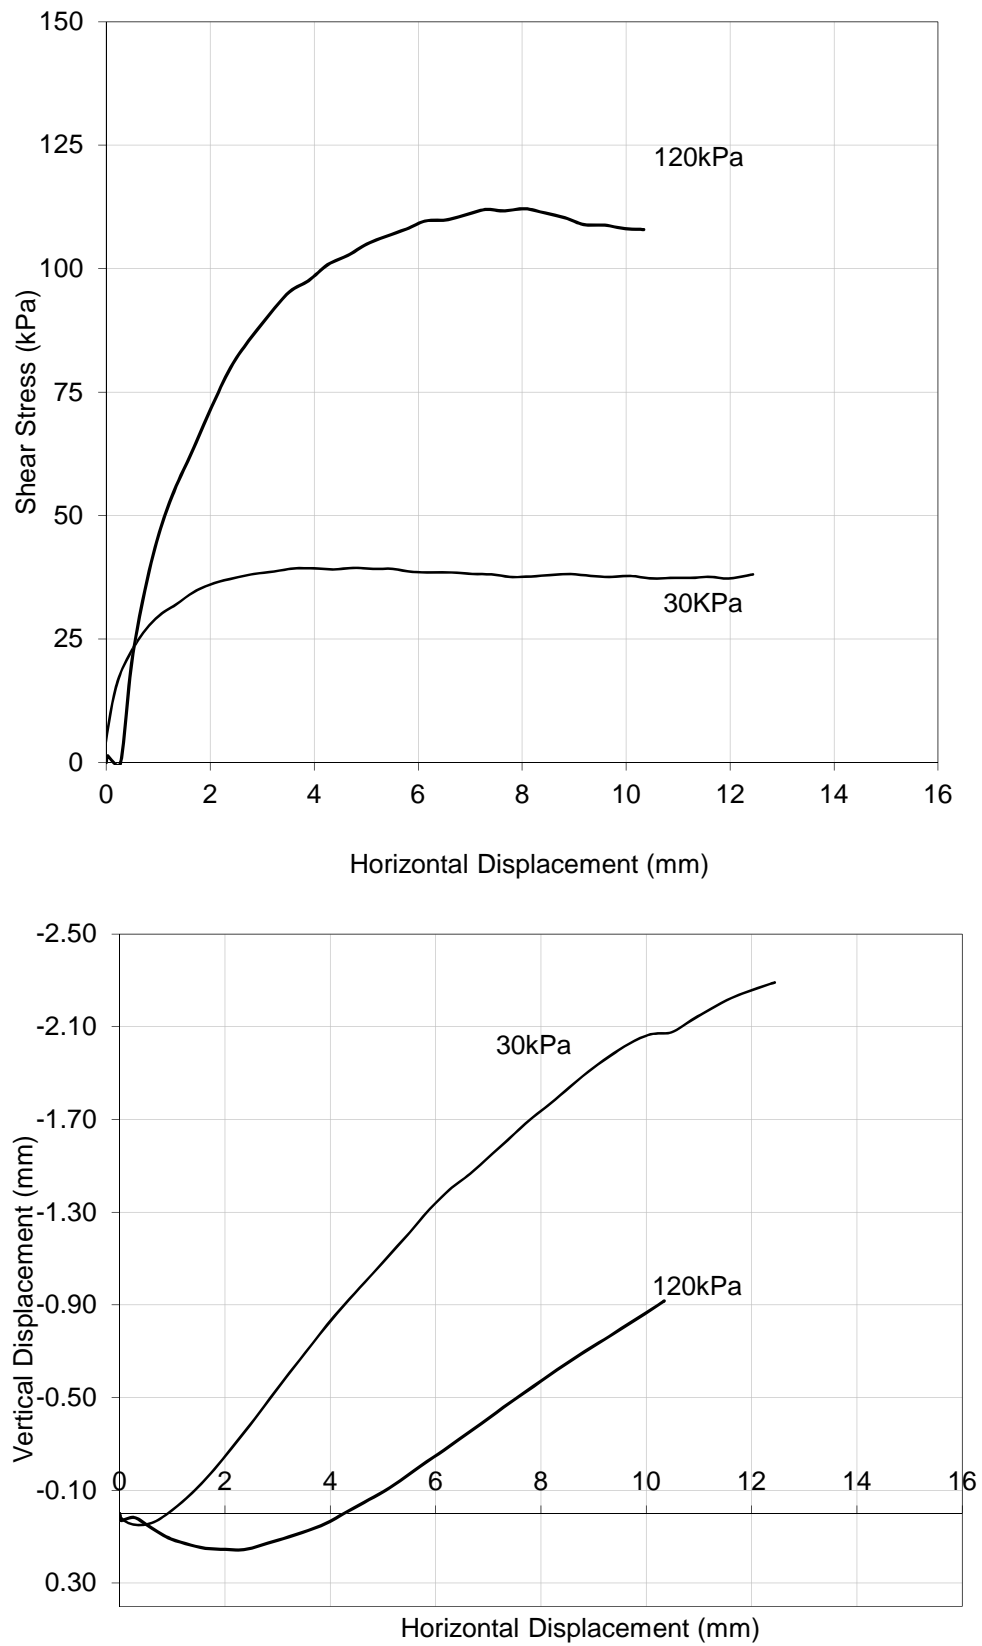 150
125
120kPa
100
Shear Stress (kPa)
75
50
30KPa
25
0
0 2 4 6 8 10 12 14 16
Horizontal Displacement (mm)
-2.50
-2.10
30kPa
-1.70
Vertical Displacement (mm)
-1.30
-0.90
120kPa
-0.50
0 2 4 6 8 10 12 14 16
-0.10
0.30
Horizontal Displacement (mm)